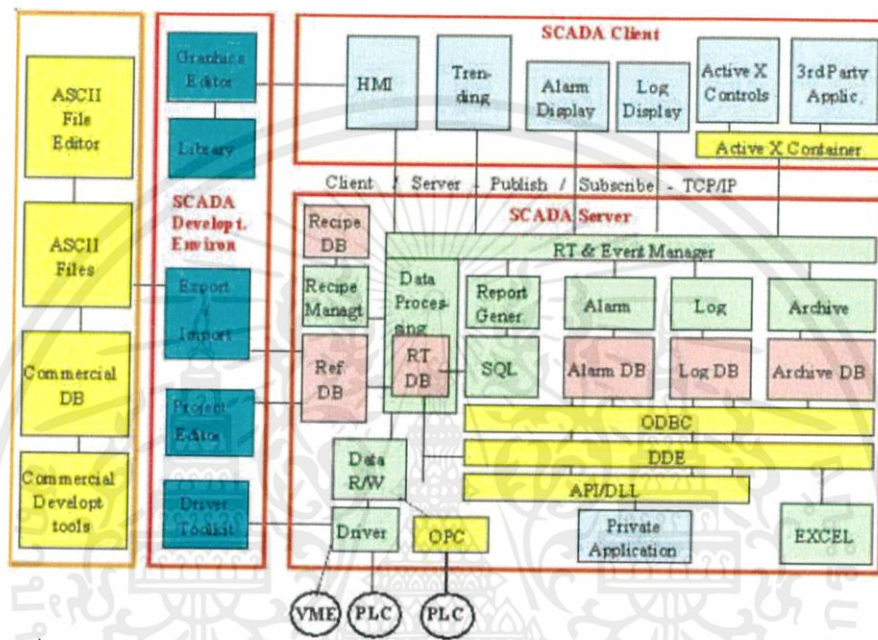 SCADA Client
Graphics
Editor
Library
HMI
Trending
Alarm
Display
Log
Display
Active X
Controls
3rd Party
Applic.
Active X Container
ASCII
File
Editor
ASCII
Files
Commercial
DB
Commercial
Developt
tools
SCADA
Develop t.
Environ
Export
Import
Project
Editor
Driver
Toolkit
Client / Server - Publish / Subscribe - TCP/IP
SCADA Server
Recipe
DB
Recipe
Managt
Ref
DB
RT & Event Manager
Data
Proces-
sing
RT
DB
Report
Gener
SQL
Alarm
Alarm DB
Log
Log DB
Archive
Archive DB
ODBC
DDE
API/DLL
Data
R/W
Driver
OPC
Private
Application
EXCEL
VME
PLC
PLC